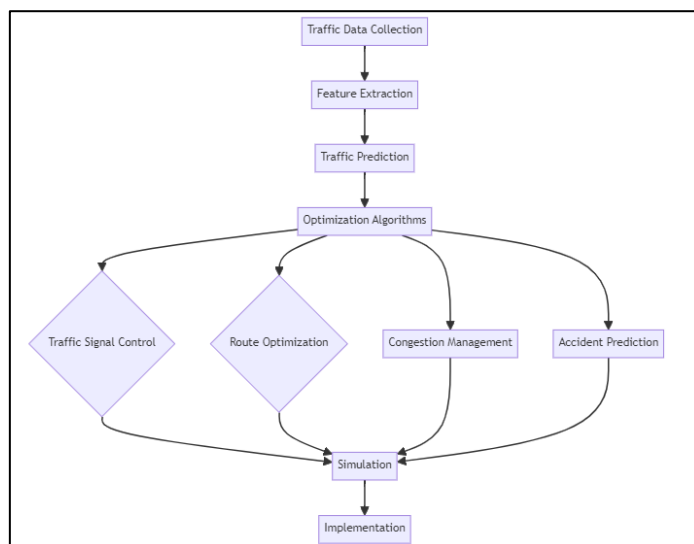 Traffic Data Collection
Feature Extraction
Traffic Prediction
Optimization Algorithms
Traffic Signal Control
Route Optimization
Congestion Management
Accident Prediction
Simulation
Implementation